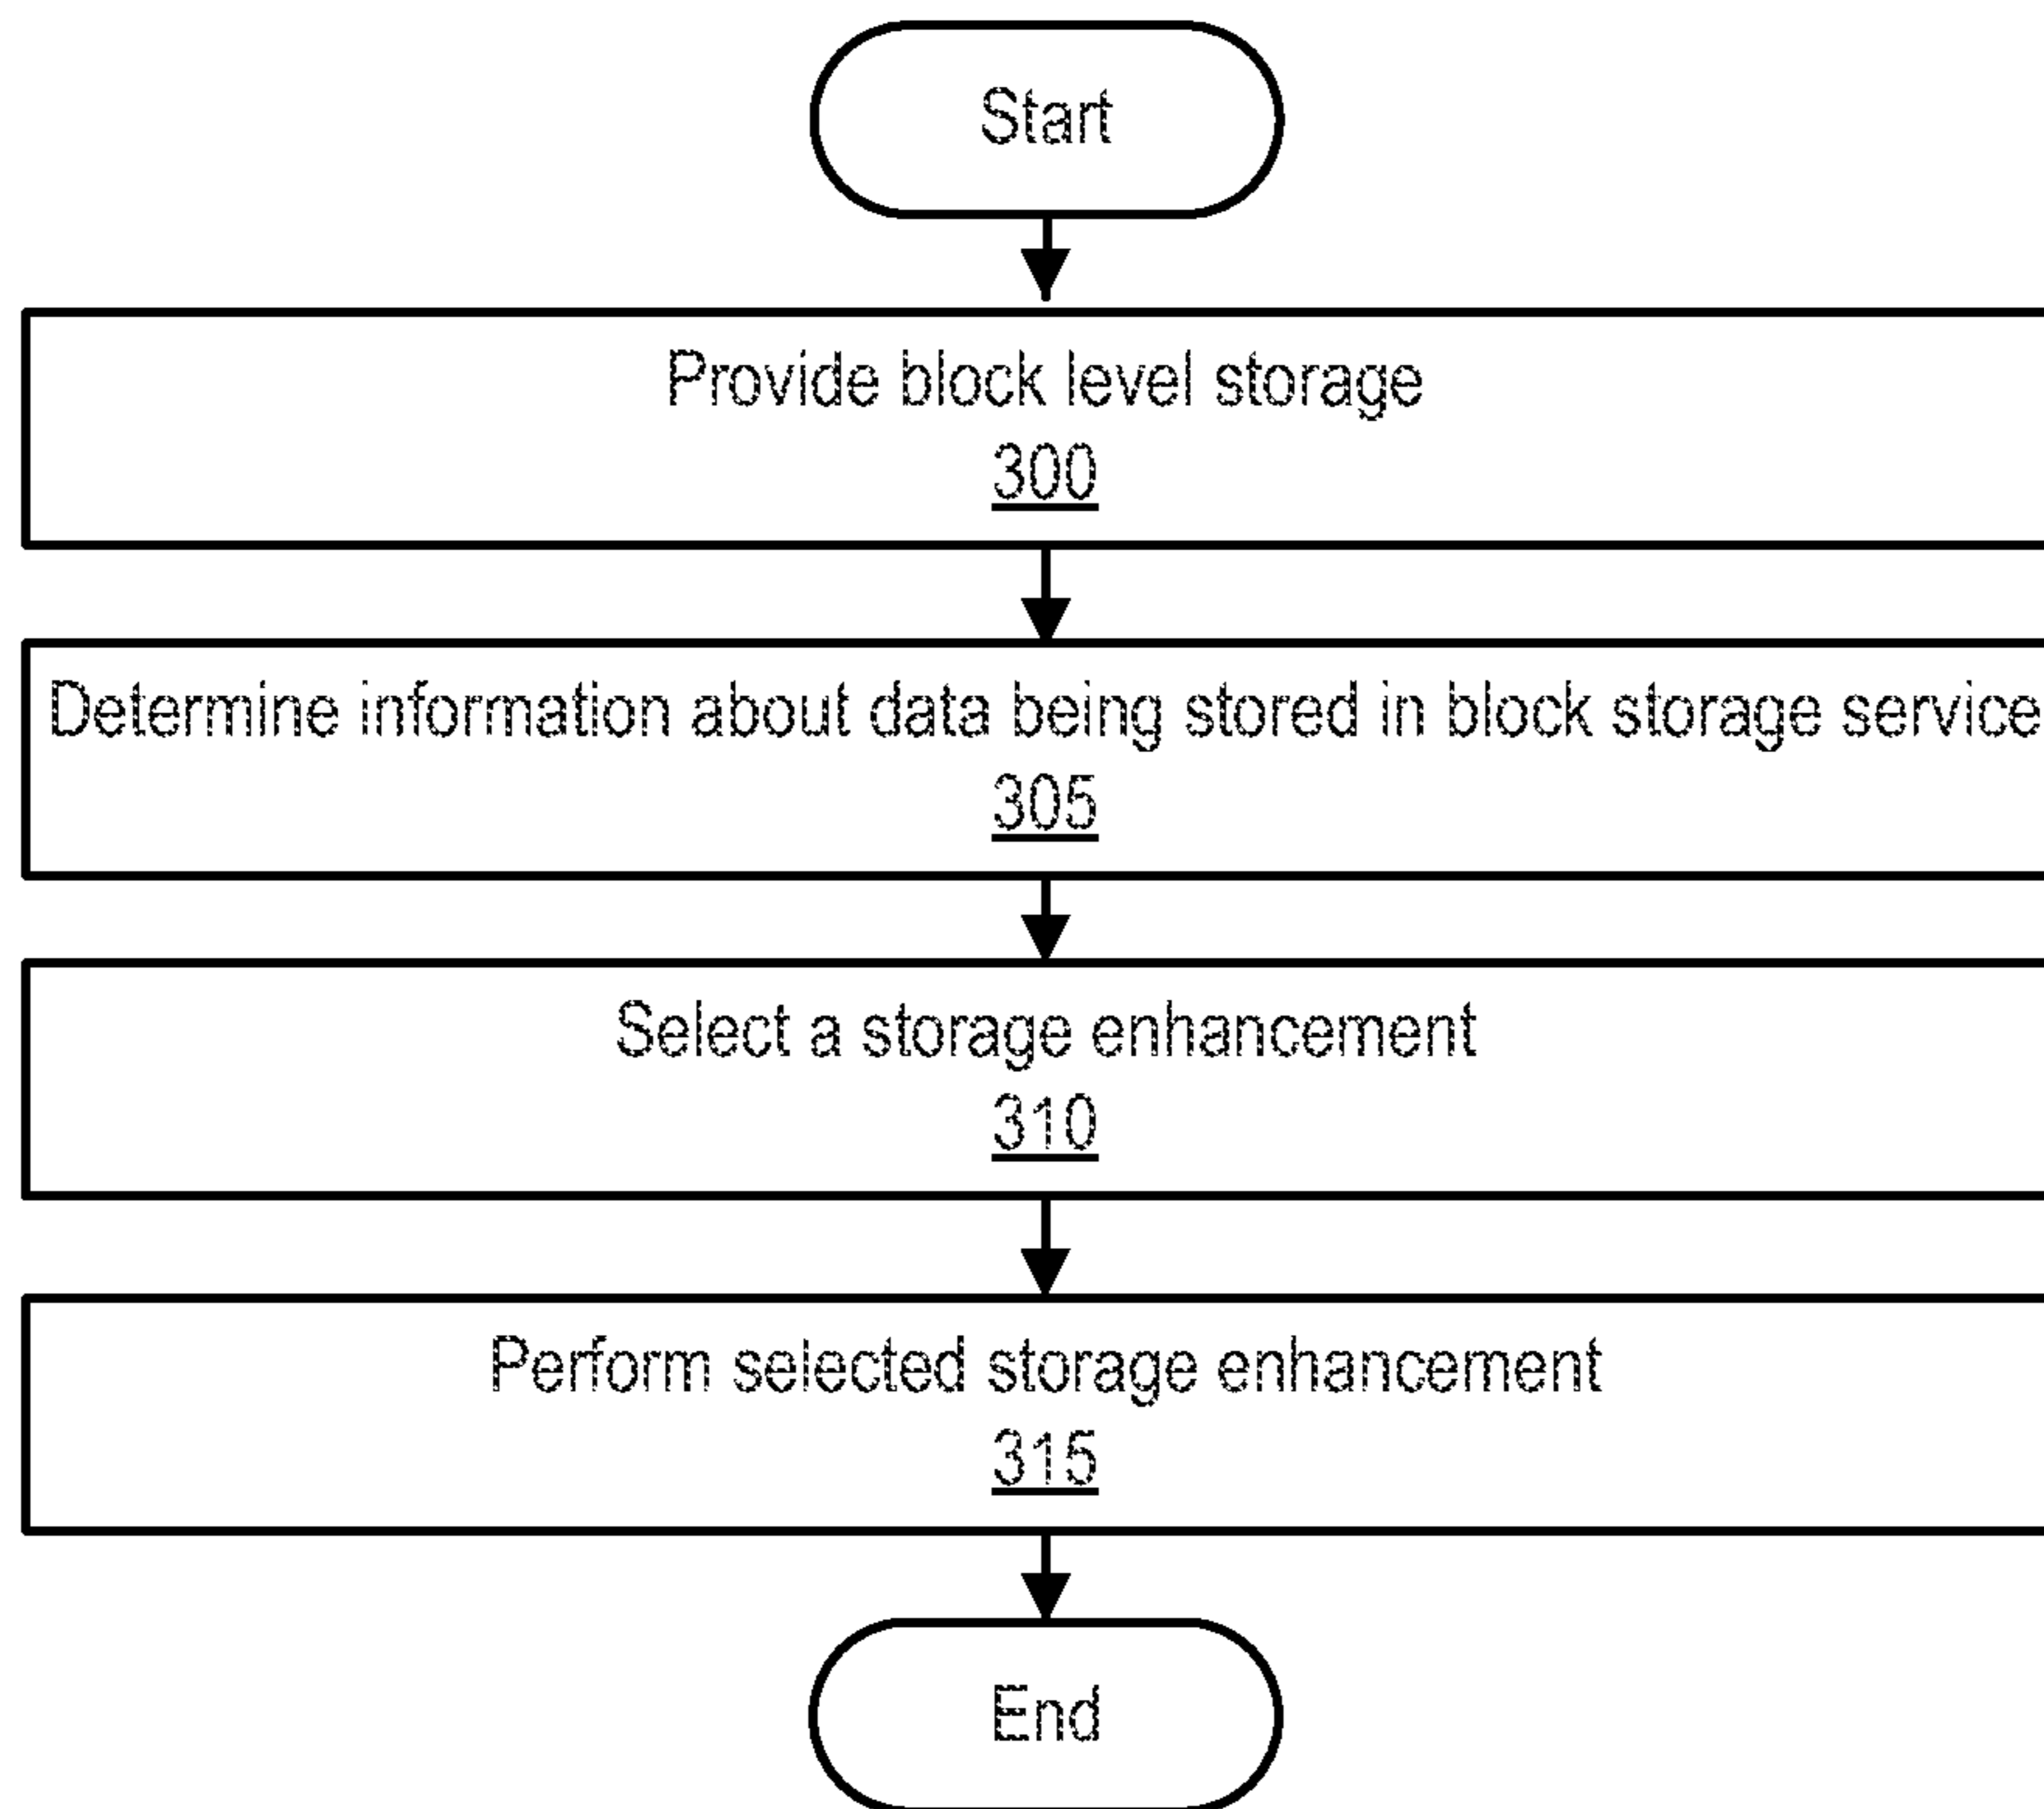 Start
Provide block level storage
300
Determine information about data being stored in block storage service
305
Select a storage enhancement
310
Perform selected storage enhancement
315
End